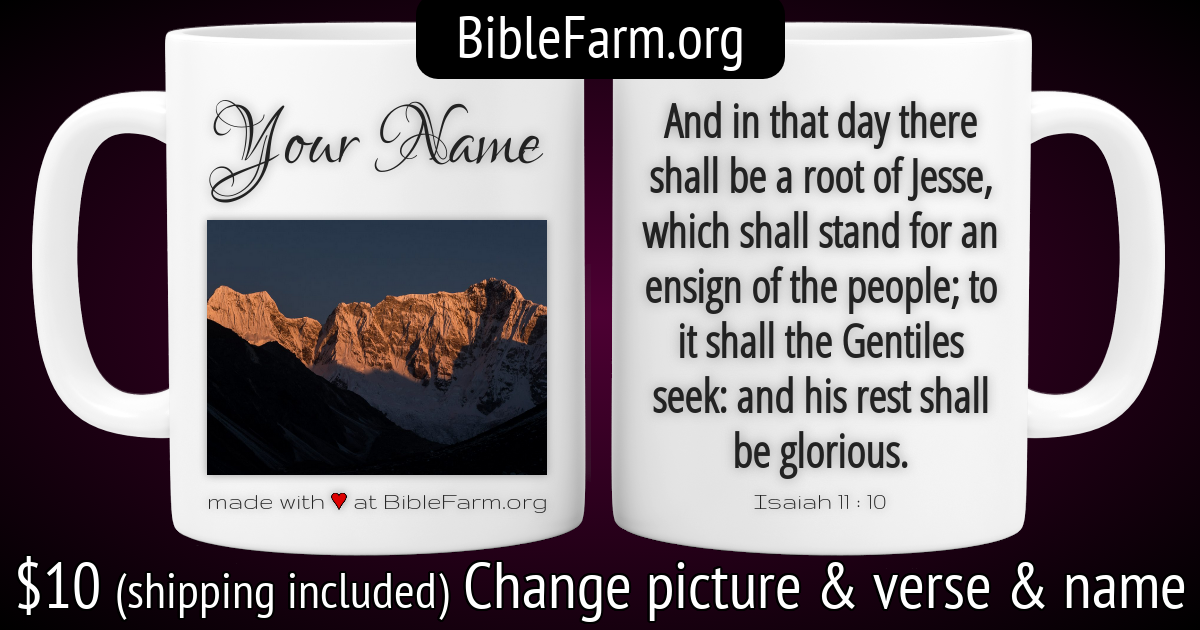 BibleFarm.org
Your Name
made with ♥ at BibleFarm.org
And in that day there
shall be a root of Jesse,
which shall stand for an
ensign of the people; to
it shall the Gentiles
seek: and his rest shall
be glorious.
Isaiah 11 : 10
$10 (shipping included) Change picture & verse & name